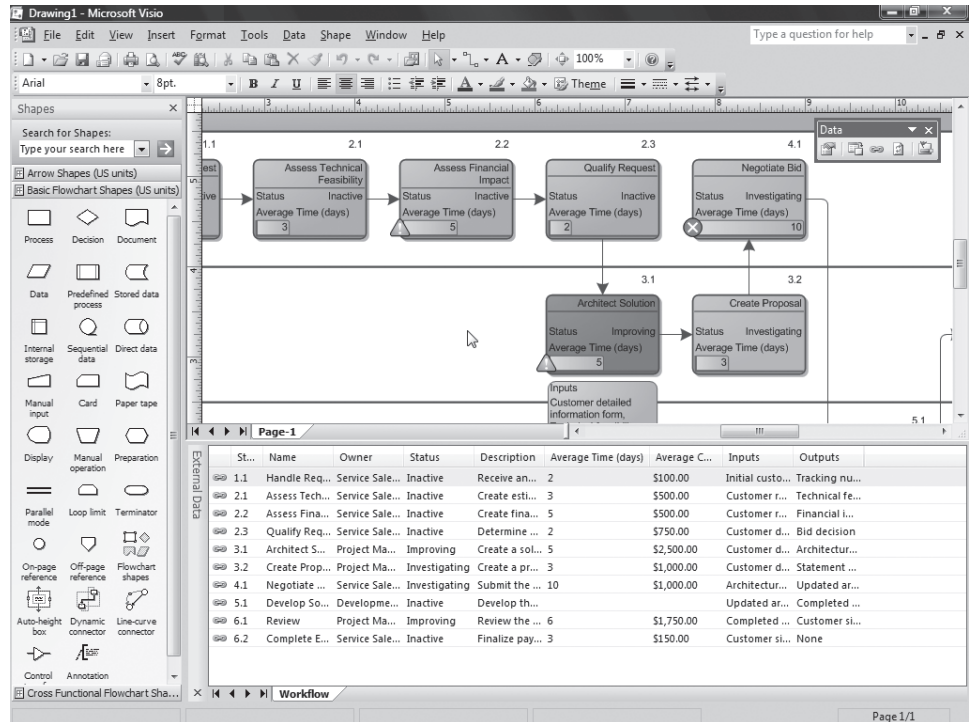 Drawing1 - Microsoft Visio
File Edit View Insert Format Tools Data Shape Window Help
Type a question for help
100%
Arial 8pt. B I U Theme
Shapes
Search for Shapes:
Type your search here
Arrow Shapes (US units)
Basic Flowchart Shapes (US units)
Process Decision Document
Data Predefined process Stored data
Internal storage Sequential data Direct data
Manual input Card Paper tape
Display Manual operation Preparation
Parallel mode Loop limit Terminator
On-page reference Off-page reference Flowchart shapes
Auto-height box Dynamic connector Line-curve connector
Control Annotation
Cross Functional Flowchart Sha...
3 4 5 6 7 8 9 10
5
4
3
Data
1.1
est
ive
2.1
Assess Technical
Feasibility
Status Inactive
Average Time (days)
3
2.2
Assess Financial
Impact
Status Inactive
Average Time (days)
5
2.3
Qualify Request
Status Inactive
Average Time (days)
2
4.1
Negotiate Bid
Status Investigating
Average Time (days)
10
3.1
Architect Solution
Status Improving
Average Time (days)
5
3.2
Create Proposal
Status Investigating
Average Time (days)
3
Inputs
Customer detailed
information form,
5.1
Page-1
External Data
St... Name Owner Status Description Average Time (days) Average C... Inputs Outputs
1.1 Handle Req... Service Sale... Inactive Receive an... 2 $100.00 Initial custo... Tracking nu...
2.1 Assess Tech... Service Sale... Inactive Create esti... 3 $500.00 Customer r... Technical fe...
2.2 Assess Fina... Service Sale... Inactive Create fina... 5 $500.00 Customer r... Financial i...
2.3 Qualify Req... Service Sale... Inactive Determine ... 2 $750.00 Customer d... Bid decision
3.1 Architect S... Project Ma... Improving Create a sol... 5 $2,500.00 Customer d... Architectur...
3.2 Create Prop... Project Ma... Investigating Create a pr... 3 $1,000.00 Customer d... Statement ...
4.1 Negotiate ... Service Sale... Investigating Submit the ... 10 $1,000.00 Architectur... Updated ar...
5.1 Develop So... Developme... Inactive Develop th... Updated ar... Completed ...
6.1 Review Project Ma... Improving Review the ... 6 $1,750.00 Completed ... Customer si...
6.2 Complete E... Service Sale... Inactive Finalize pay... 3 $150.00 Customer si... None
Workflow
Page 1/1